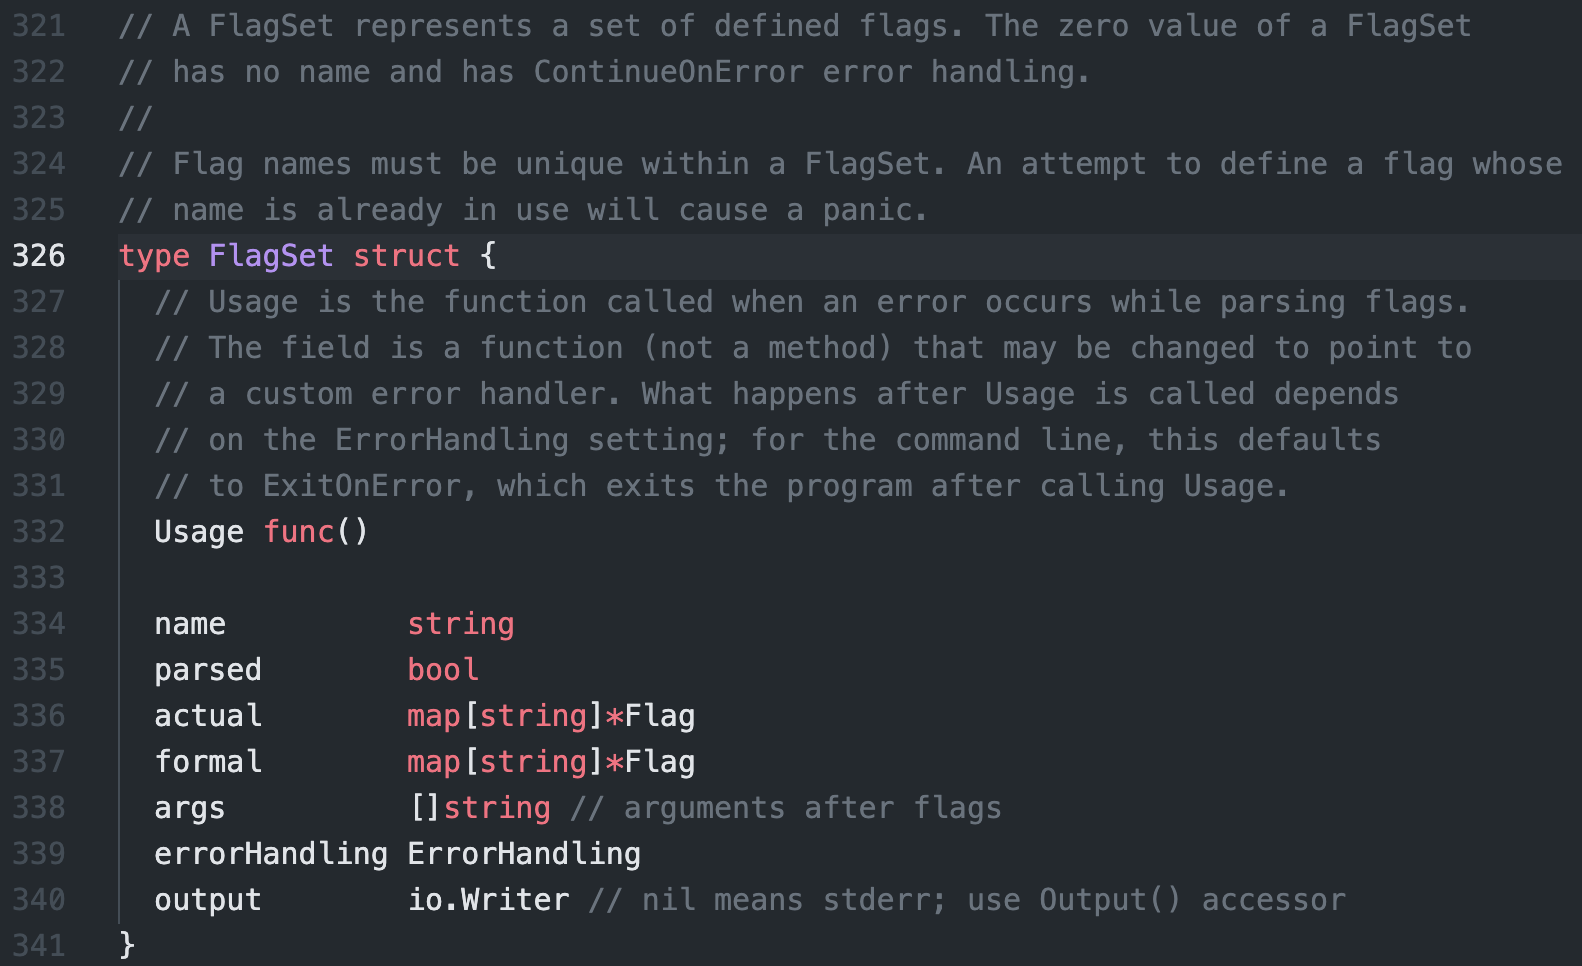 321 // A FlagSet represents a set of defined flags. The zero value of a FlagSet
322 // has no name and has ContinueOnError error handling.
323 //
324 // Flag names must be unique within a FlagSet. An attempt to define a flag whose
325 // name is already in use will cause a panic.
326 type FlagSet struct {
327   // Usage is the function called when an error occurs while parsing flags.
328   // The field is a function (not a method) that may be changed to point to
329   // a custom error handler. What happens after Usage is called depends
330   // on the ErrorHandling setting; for the command line, this defaults
331   // to ExitOnError, which exits the program after calling Usage.
332   Usage func()
333
334   name          string
335   parsed        bool
336   actual        map[string]*Flag
337   formal        map[string]*Flag
338   args          []string // arguments after flags
339   errorHandling ErrorHandling
340   output        io.Writer // nil means stderr; use Output() accessor
341 }